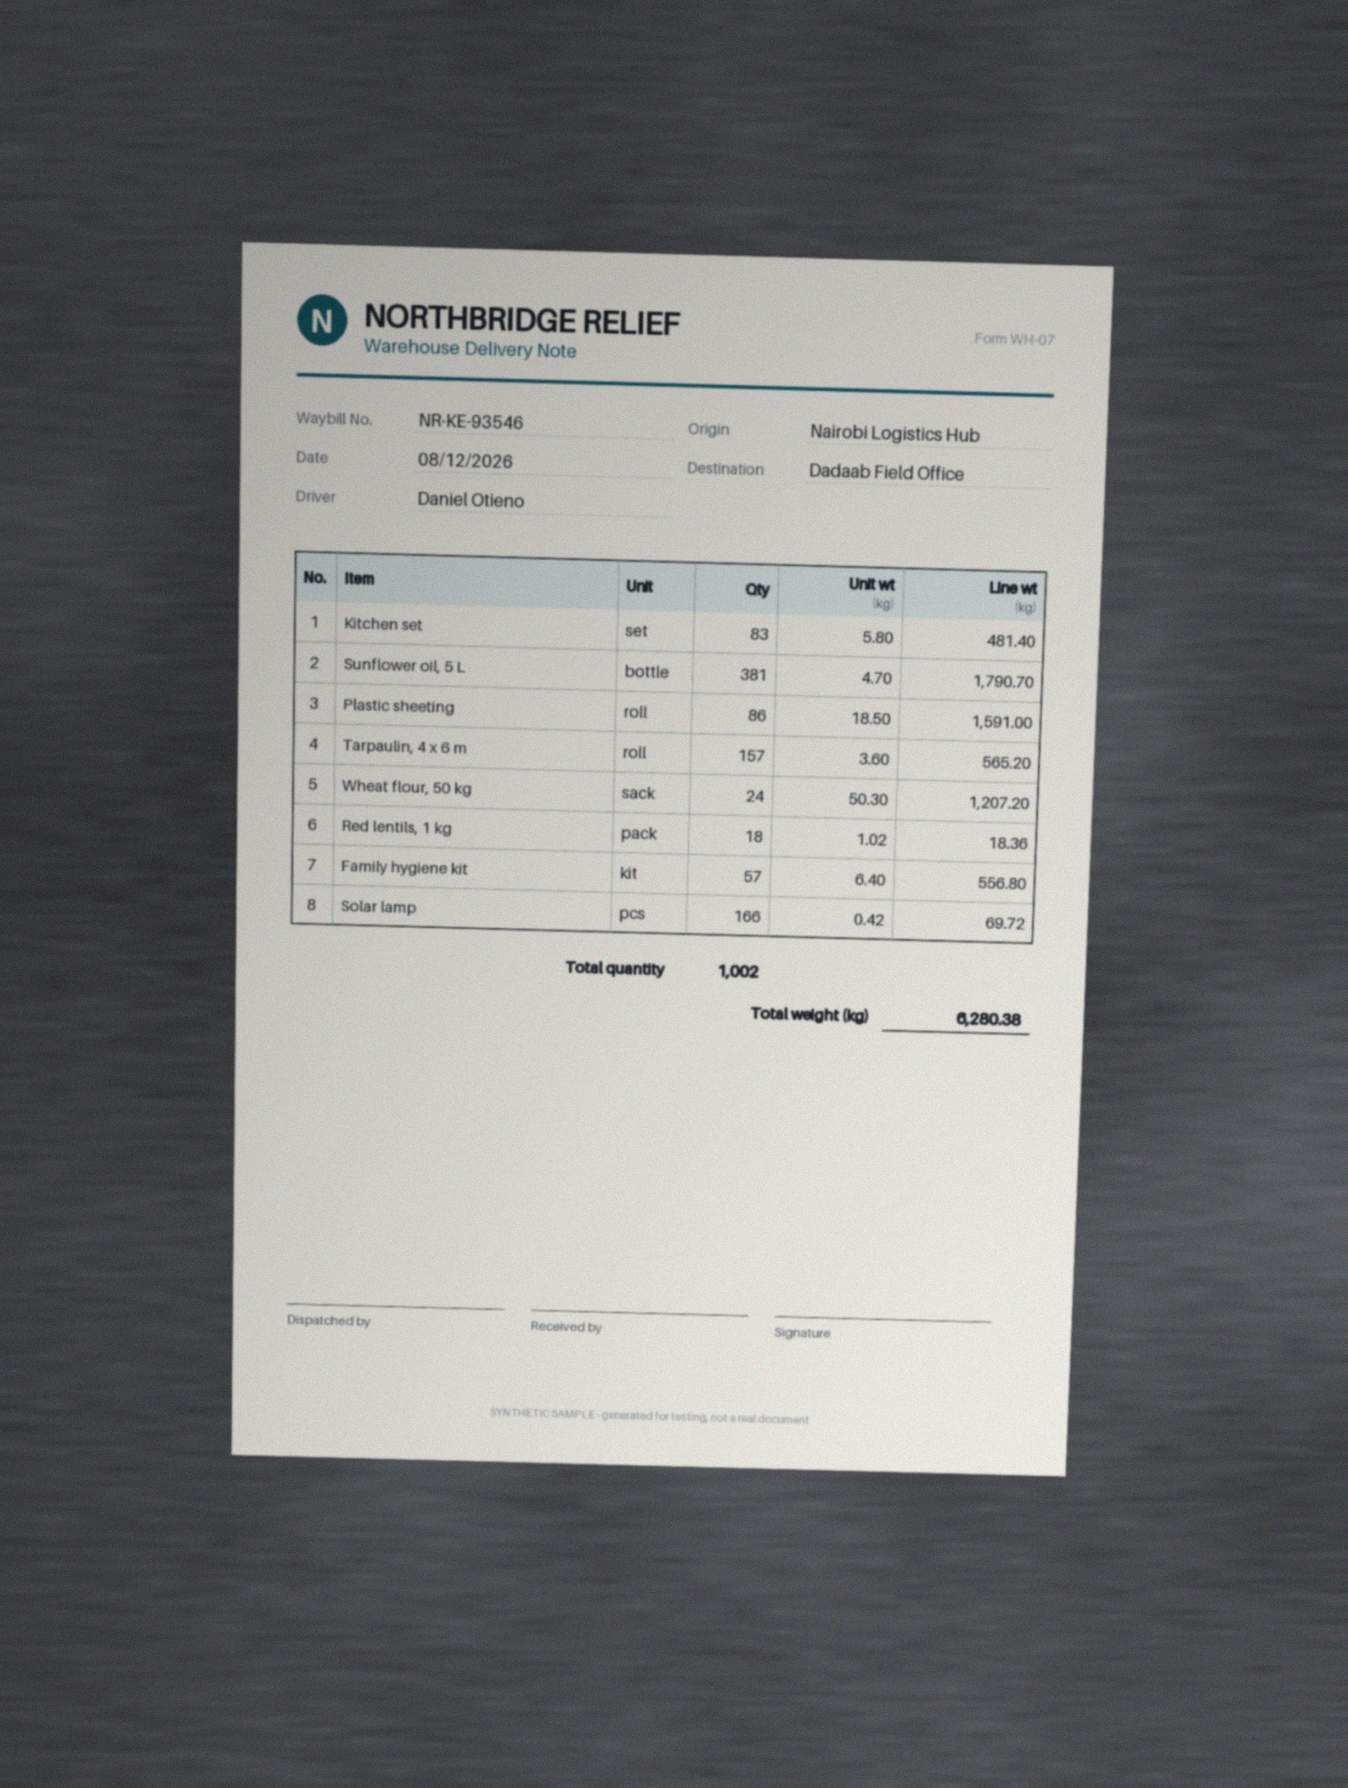 N
NORTHBRIDGE RELIEF
Warehouse Delivery Note
Form WH-07
Waybill No. NR-KE-93546 Origin Nairobi Logistics Hub
Date 08/12/2026 Destination Dadaab Field Office
Driver Daniel Otieno
No. Item Unit Qty Unit wt (kg) Line wt (kg)
1 Kitchen set set 83 5.80 481.40
2 Sunflower oil, 5 L bottle 381 4.70 1,790.70
3 Plastic sheeting roll 86 18.50 1,591.00
4 Tarpaulin, 4 x 6 m roll 157 3.60 565.20
5 Wheat flour, 50 kg sack 24 50.30 1,207.20
6 Red lentils, 1 kg pack 18 1.02 18.36
7 Family hygiene kit kit 57 6.40 556.80
8 Solar lamp pcs 166 0.42 69.72
Total quantity 1,002
Total weight (kg) 6,280.38
Dispatched by Received by Signature
SYNTHETIC SAMPLE - generated for testing, not a real document